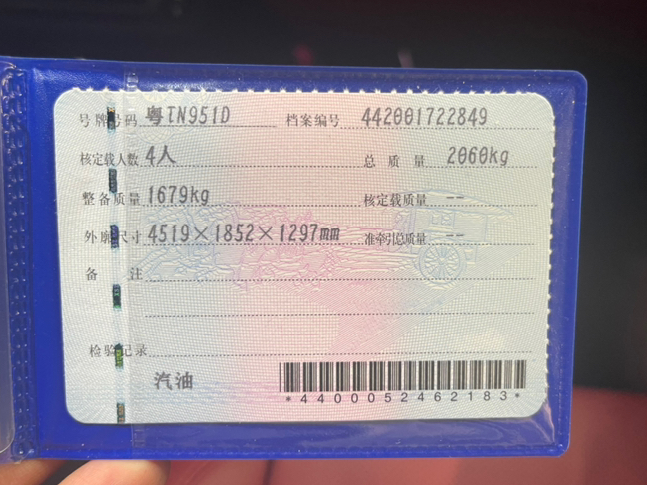 号牌号码 粤TN951D 档案编号 442001722849
核定载人数 4人 总质量 2060kg
整备质量 1679kg 核定载质量 --
外廓尺寸 4519×1852×1297mm 准牵引总质量 --
备注
检验记录
汽油
*4400052462183*